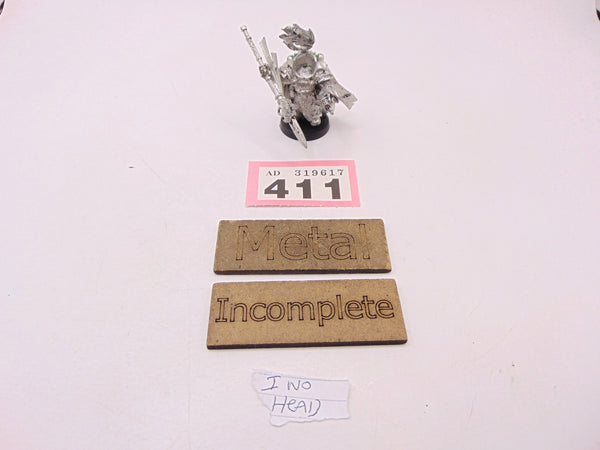 AD 319617
411
Metal
Incomplete
I NO
HEAD